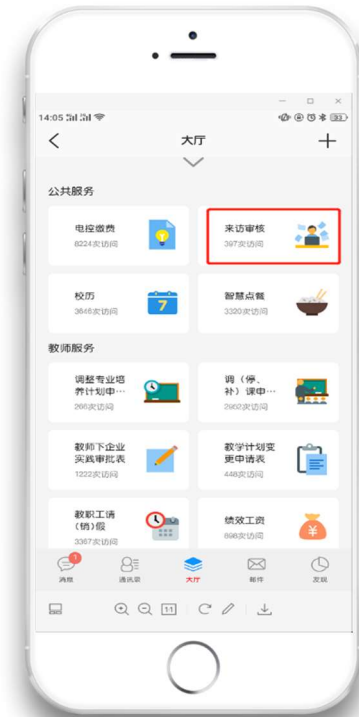 14:05
大厅
公共服务
电控缴费
6224次访问
来访审核
397次访问
校历
7
3646次访问
智慧点餐
3320次访问
教师服务
调整专业培
养计划申…
266次访问
调（停、
补）课申…
2952次访问
教师下企业
实践审批表
1222次访问
教学计划变
更申请表
448次访问
教职工请
(销)假
3367次访问
绩效工资
898次访问
1
消息
通讯录
大厅
邮件
发现
1:1